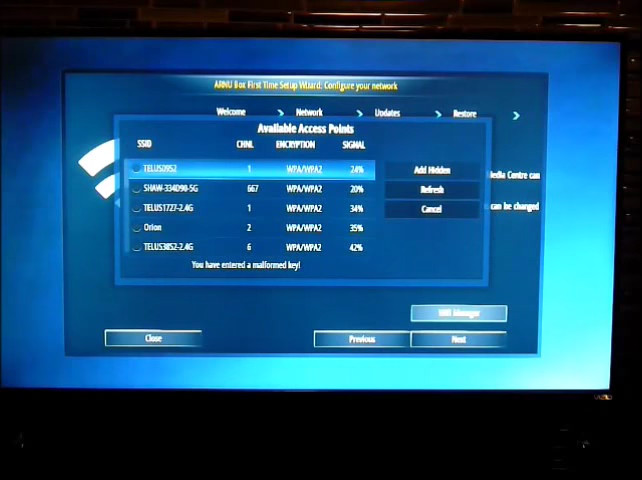 ARNU Box First Time Setup Wizard: Configure your network
Welcome > Network > Updates > Restore >
Available Access Points
SSID CHNL ENCRYPTION SIGNAL
TELUS0952 1 WPA/WPA2 24%
Add Hidden
edia Centre can
SHAW-334D90-5G 667 WPA/WPA2 20%
Refresh
TELUS1727-2.4G 1 WPA/WPA2 34%
Cancel
can be changed
Orion 2 WPA/WPA2 35%
TELUS3852-2.4G 6 WPA/WPA2 42%
You have entered a malformed key!
Wifi Manager
Close Previous Next
VIZIO